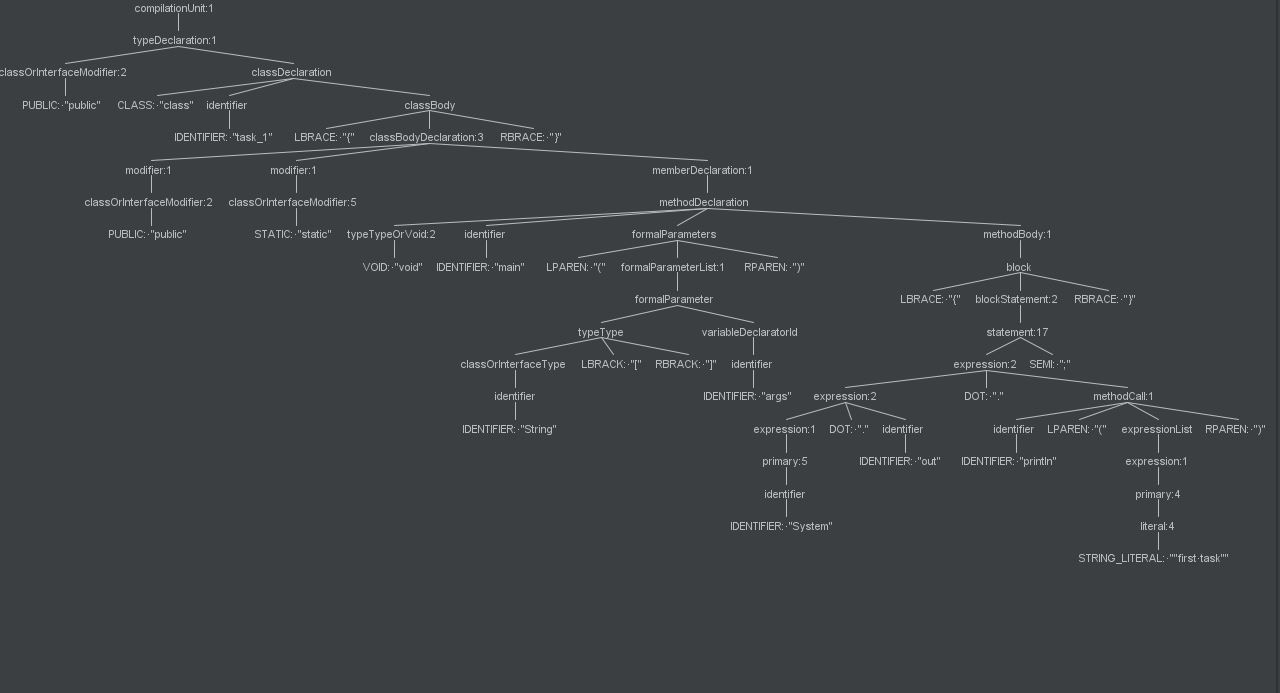 compilationUnit:1
typeDeclaration:1
classOrInterfaceModifier:2 classDeclaration
PUBLIC:·"public" CLASS:·"class" identifier classBody
IDENTIFIER:·"task_1" LBRACE:·"{" classBodyDeclaration:3 RBRACE:·"}"
modifier:1 modifier:1 memberDeclaration:1
classOrInterfaceModifier:2 classOrInterfaceModifier:5 methodDeclaration
PUBLIC:·"public" STATIC:·"static" typeTypeOrVoid:2 identifier formalParameters methodBody:1
VOID:·"void" IDENTIFIER:·"main" LPAREN:·"(" formalParameterList:1 RPAREN:·")" block
formalParameter LBRACE:·"{" blockStatement:2 RBRACE:·"}"
typeType variableDeclaratorId statement:17
classOrInterfaceType LBRACK:·"[" RBRACK:·"]" identifier expression:2 SEMI:·";"
identifier IDENTIFIER:·"args" expression:2 DOT:·"." methodCall:1
IDENTIFIER:·"String" expression:1 DOT:·"." identifier identifier LPAREN:·"(" expressionList RPAREN:·")"
primary:5 IDENTIFIER:·"out" IDENTIFIER:·"println" expression:1
identifier primary:4
IDENTIFIER:·"System" literal:4
STRING_LITERAL:·""first·task""